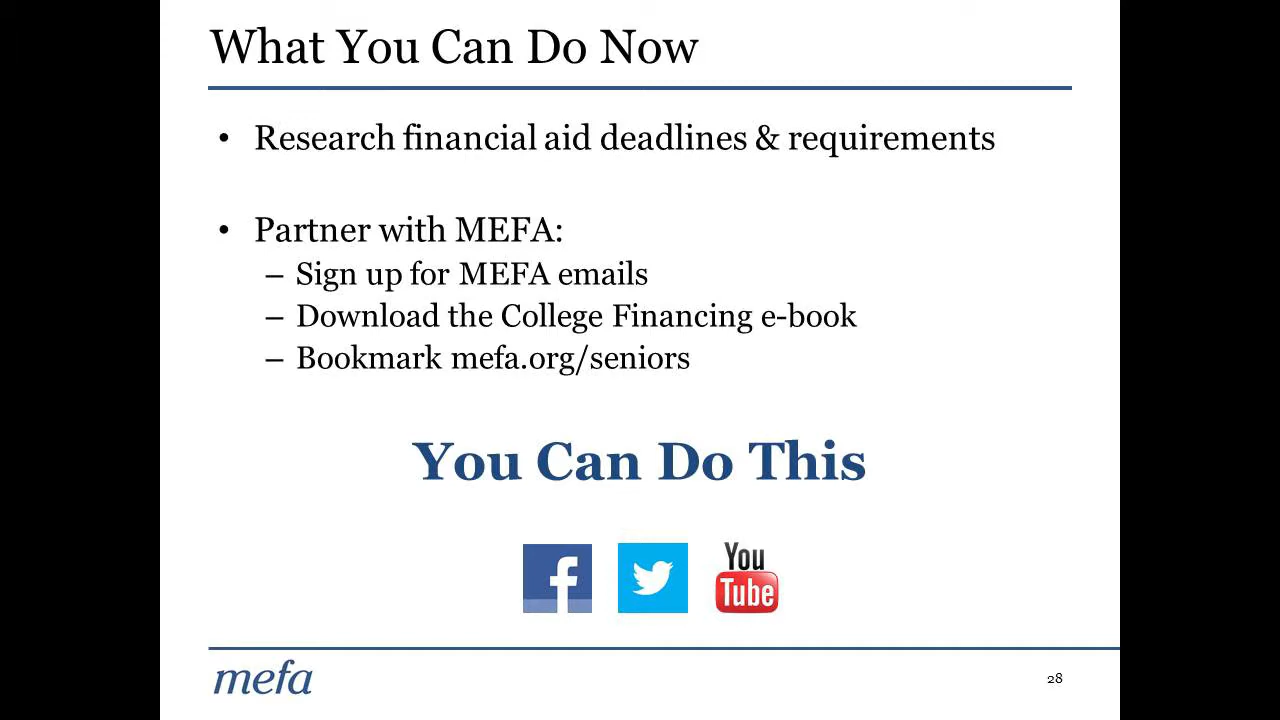 What You Can Do Now
• Research financial aid deadlines & requirements
• Partner with MEFA:
– Sign up for MEFA emails
– Download the College Financing e-book
– Bookmark mefa.org/seniors
You Can Do This
f
You
Tube
mefa
28